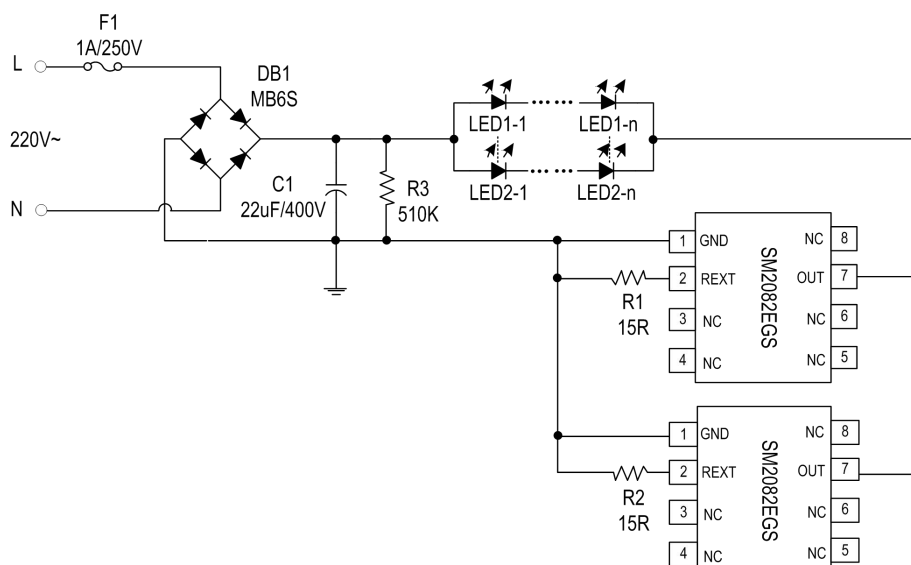 F1
1A/250V
L
DB1
MB6S
220V~
LED1-1
LED1-n
LED2-1
LED2-n
C1
22uF/400V
R3
510K
N
1 GND
NC 8
2 REXT
OUT 7
3 NC
NC 6
4 NC
NC 5
SM2082EGS
R1
15R
1 GND
NC 8
2 REXT
OUT 7
3 NC
NC 6
4 NC
NC 5
SM2082EGS
R2
15R